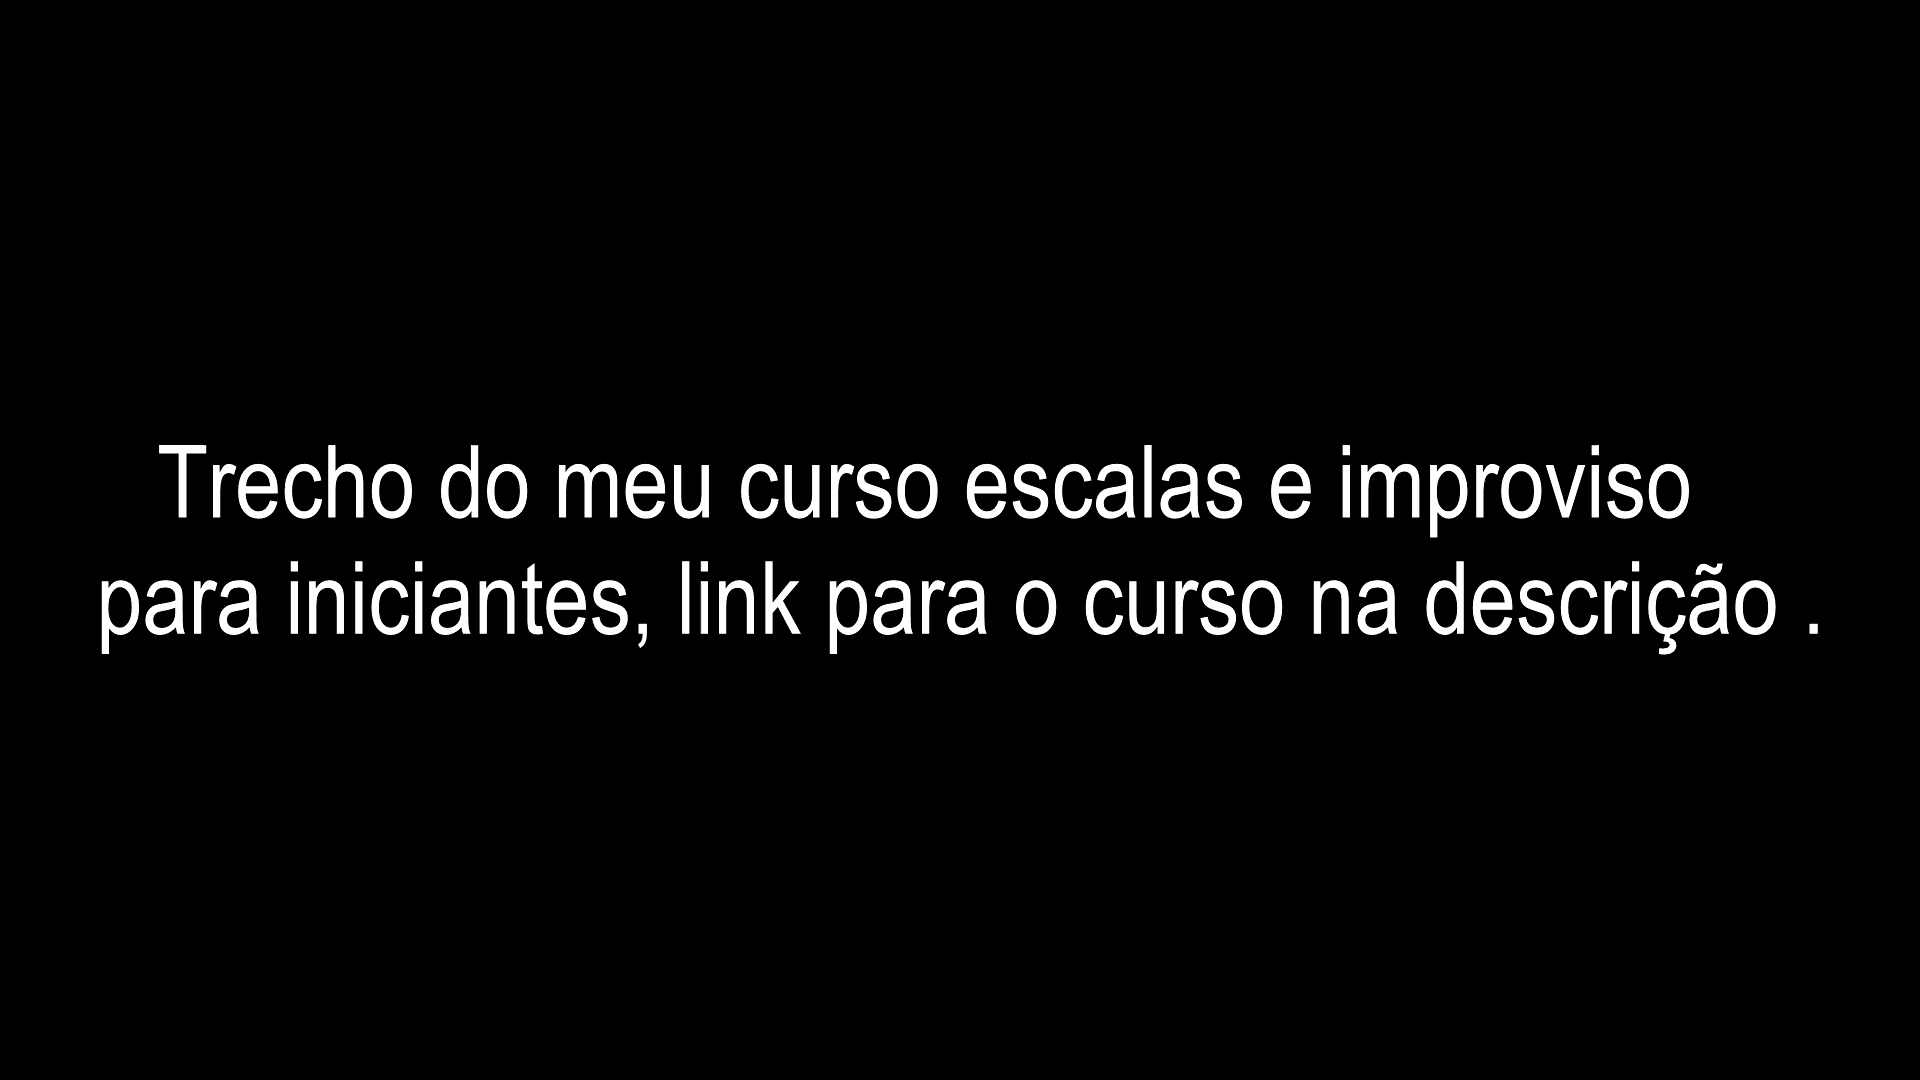 Trecho do meu curso escalas e improviso
para iniciantes, link para o curso na descrição .